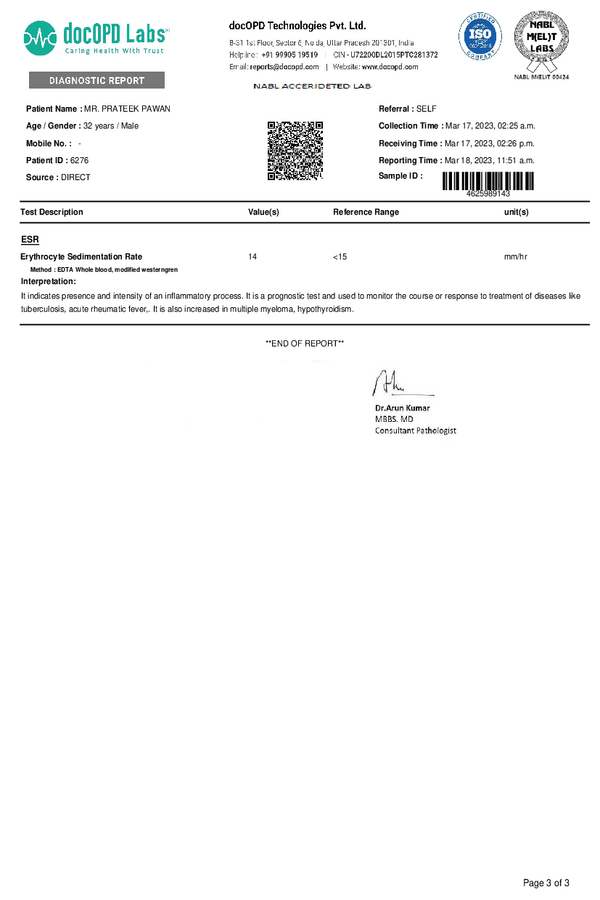 docOPD Labs
Caring Health With Trust
DIAGNOSTIC REPORT
docOPD Technologies Pvt. Ltd.
B-31 1st Floor, Sector 6, Noida, Uttar Pradesh 201301, India
Helpline: +91 99905 19519 | CIN - U72200DL2015PTC281372
Email: reports@docopd.com | Website: www.docopd.com
NABL ACCERIDETED LAB
CERTIFIED
ISO
COMPANY
NABL
M(EL)T
LABS
NABL M(EL)T 00424
Patient Name : MR. PRATEEK PAWAN
Age / Gender : 32 years / Male
Mobile No. : -
Patient ID : 6276
Source : DIRECT
Referral : SELF
Collection Time : Mar 17, 2023, 02:25 a.m.
Receiving Time : Mar 17, 2023, 02:26 p.m.
Reporting Time : Mar 18, 2023, 11:51 a.m.
Sample ID :
4625989143
Test Description Value(s) Reference Range unit(s)
ESR
Erythrocyte Sedimentation Rate 14 <15 mm/hr
Method : EDTA Whole blood, modified westerngren
Interpretation:
It indicates presence and intensity of an inflammatory process. It is a prognostic test and used to monitor the course or response to treatment of diseases like
tuberculosis, acute rheumatic fever,. It is also increased in multiple myeloma, hypothyroidism.
**END OF REPORT**
Dr.Arun Kumar
MBBS. MD
Consultant Pathologist
Page 3 of 3